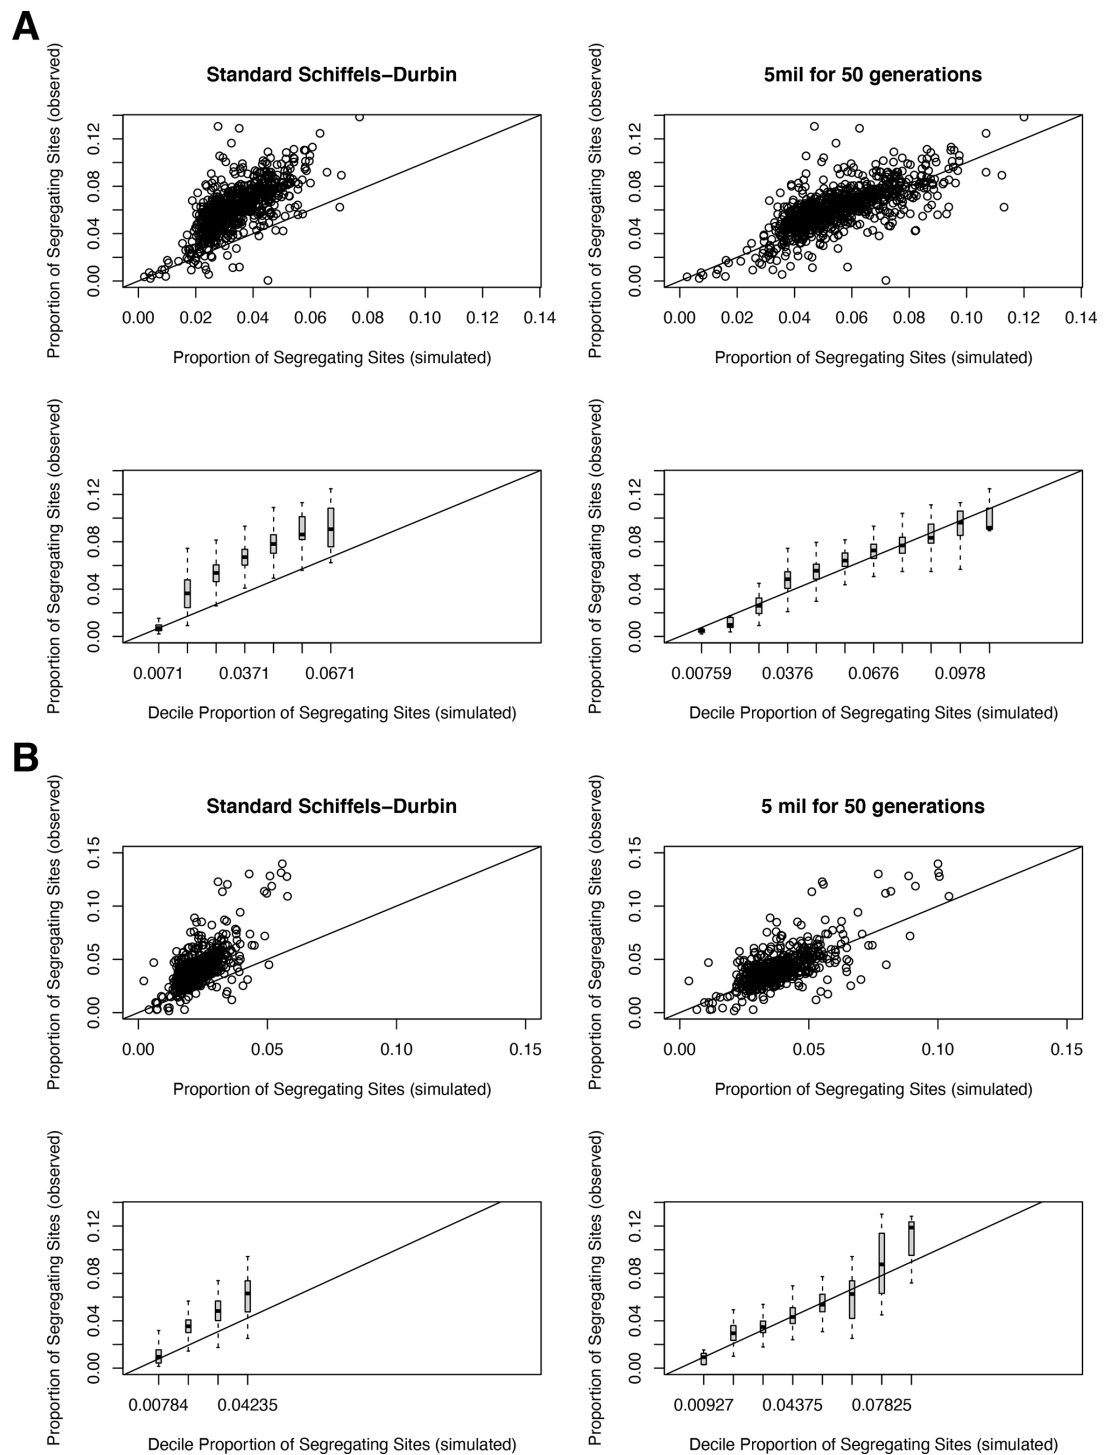 A
Standard Schiffels–Durbin
Proportion of Segregating Sites (observed)
0.00 0.04 0.08 0.12
0.00 0.02 0.04 0.06 0.08 0.10 0.12 0.14
Proportion of Segregating Sites (simulated)
5mil for 50 generations
Proportion of Segregating Sites (observed)
0.00 0.04 0.08 0.12
0.00 0.02 0.04 0.06 0.08 0.10 0.12 0.14
Proportion of Segregating Sites (simulated)
Proportion of Segregating Sites (observed)
0.00 0.04 0.08 0.12
0.0071 0.0371 0.0671
Decile Proportion of Segregating Sites (simulated)
Proportion of Segregating Sites (observed)
0.00 0.04 0.08 0.12
0.00759 0.0376 0.0676 0.0978
Decile Proportion of Segregating Sites (simulated)
B
Standard Schiffels–Durbin
Proportion of Segregating Sites (observed)
0.00 0.05 0.10 0.15
0.00 0.05 0.10 0.15
Proportion of Segregating Sites (simulated)
5 mil for 50 generations
Proportion of Segregating Sites (observed)
0.00 0.05 0.10 0.15
0.00 0.05 0.10 0.15
Proportion of Segregating Sites (simulated)
Proportion of Segregating Sites (observed)
0.00 0.04 0.08 0.12
0.00784 0.04235
Decile Proportion of Segregating Sites (simulated)
Proportion of Segregating Sites (observed)
0.00 0.04 0.08 0.12
0.00927 0.04375 0.07825
Decile Proportion of Segregating Sites (simulated)